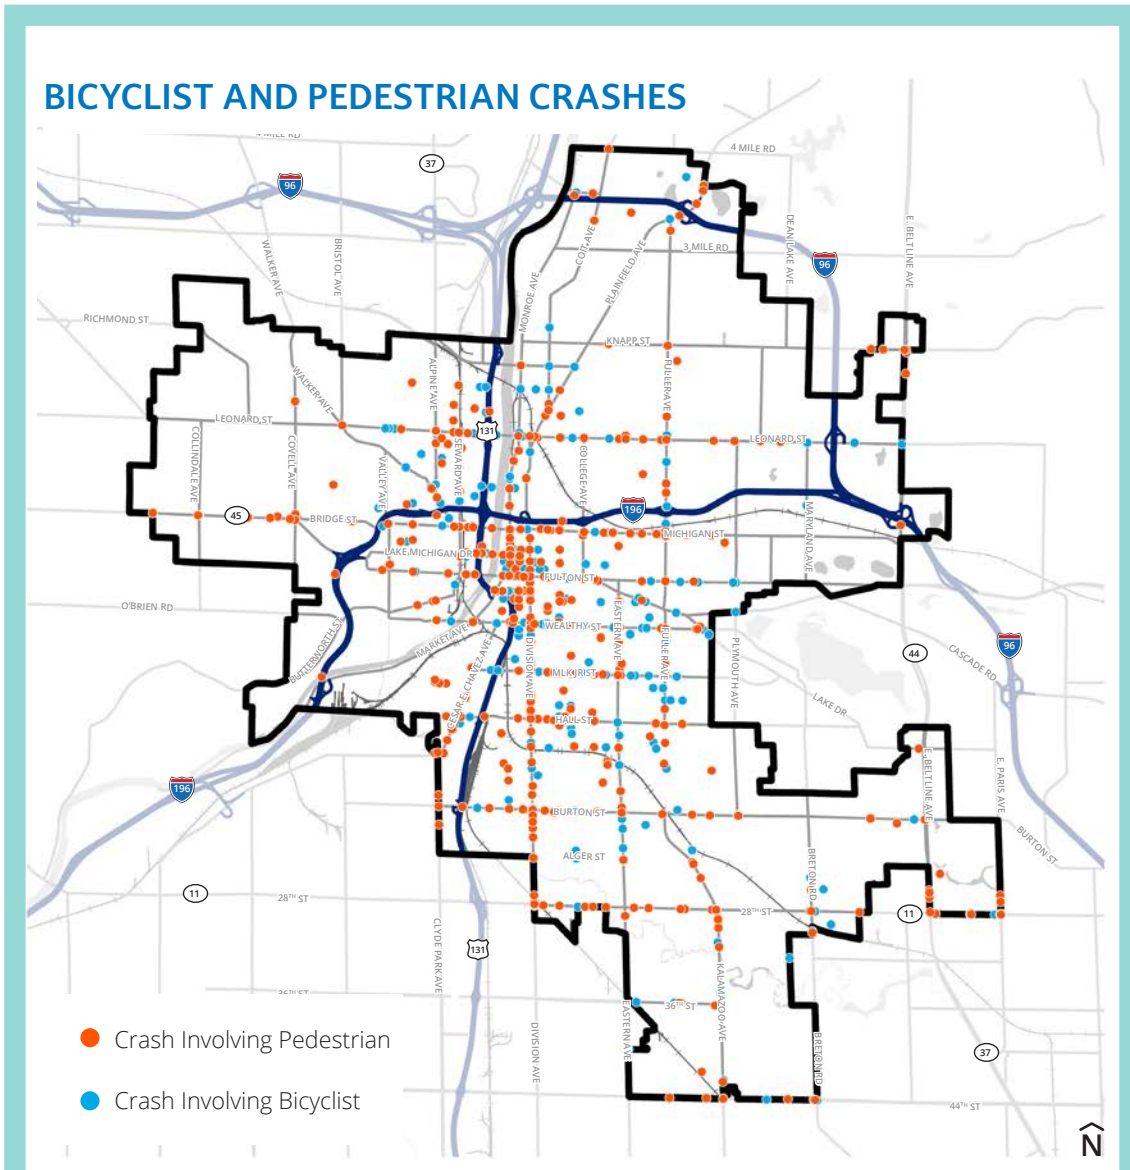 BICYCLIST AND PEDESTRIAN CRASHES
4 MILE RD
4 MILE RD
37
96
3 MILE RD
COIT AVE
PLAINFIELD AVE
MONROE AVE
DEAN LAKE AVE
E. BELTLINE AVE
96
WALKER AVE
BRISTOL AVE
RICHMOND ST
KNAPP ST
ALPINE AVE
FULLER AVE
WALKER AVE
LEONARD ST
131
LEONARD ST
COLLINDALE AVE
COVELL AVE
VALLEY AVE
SEWARD AVE
COLLEGE AVE
196
45
BRIDGE ST
MICHIGAN ST
MARYLAND AVE
LAKE MICHIGAN DR
FULTON ST
O'BRIEN RD
EASTERN AVE
WEALTHY ST
BUTTERWORTH ST
MARKET AVE
CESAR E. CHAVEZ AVE
DIVISION AVE
FULLER AVE
PLYMOUTH AVE
44
CASCADE RD
96
MLK JR ST
LAKE DR
HALL ST
196
E. BELTLINE AVE
E. PARIS AVE
BURTON ST
BURTON ST
ALGER ST
BRETON RD
11
28TH ST
28TH ST
11
CLYDE PARK AVE
131
KALAMAZOO AVE
36TH ST
36TH ST
DIVISION AVE
EASTERN AVE
BRETON RD
37
44TH ST
Crash Involving Pedestrian
Crash Involving Bicyclist
N